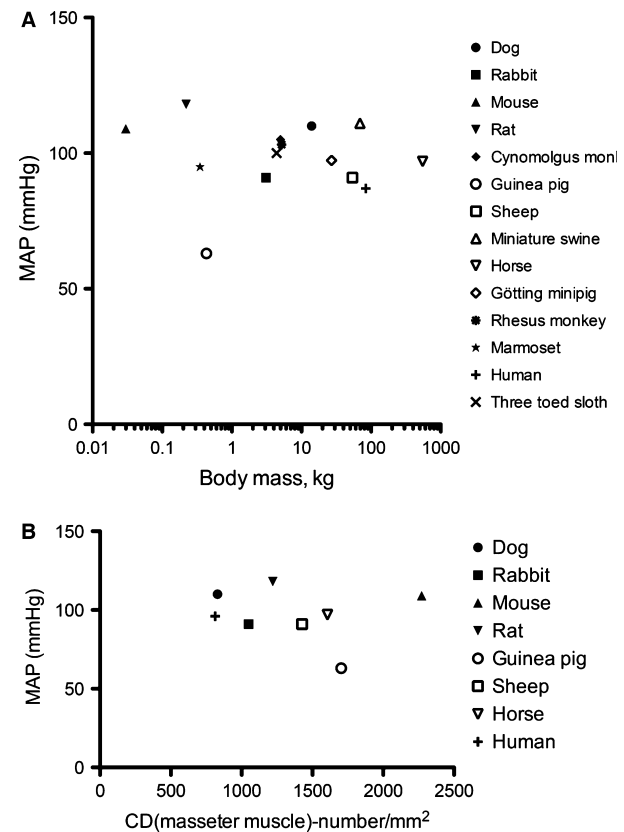 A
150
100
50
0
MAP (mmHg)
0.01 0.1 1 10 100 1000
Body mass, kg
Dog
Rabbit
Mouse
Rat
Cynomolgus monl
Guinea pig
Sheep
Miniature swine
Horse
Götting minipig
Rhesus monkey
Marmoset
Human
Three toed sloth
B
150
100
50
0
MAP (mmHg)
0 500 1000 1500 2000 2500
CD(masseter muscle)-number/mm²
Dog
Rabbit
Mouse
Rat
Guinea pig
Sheep
Horse
Human